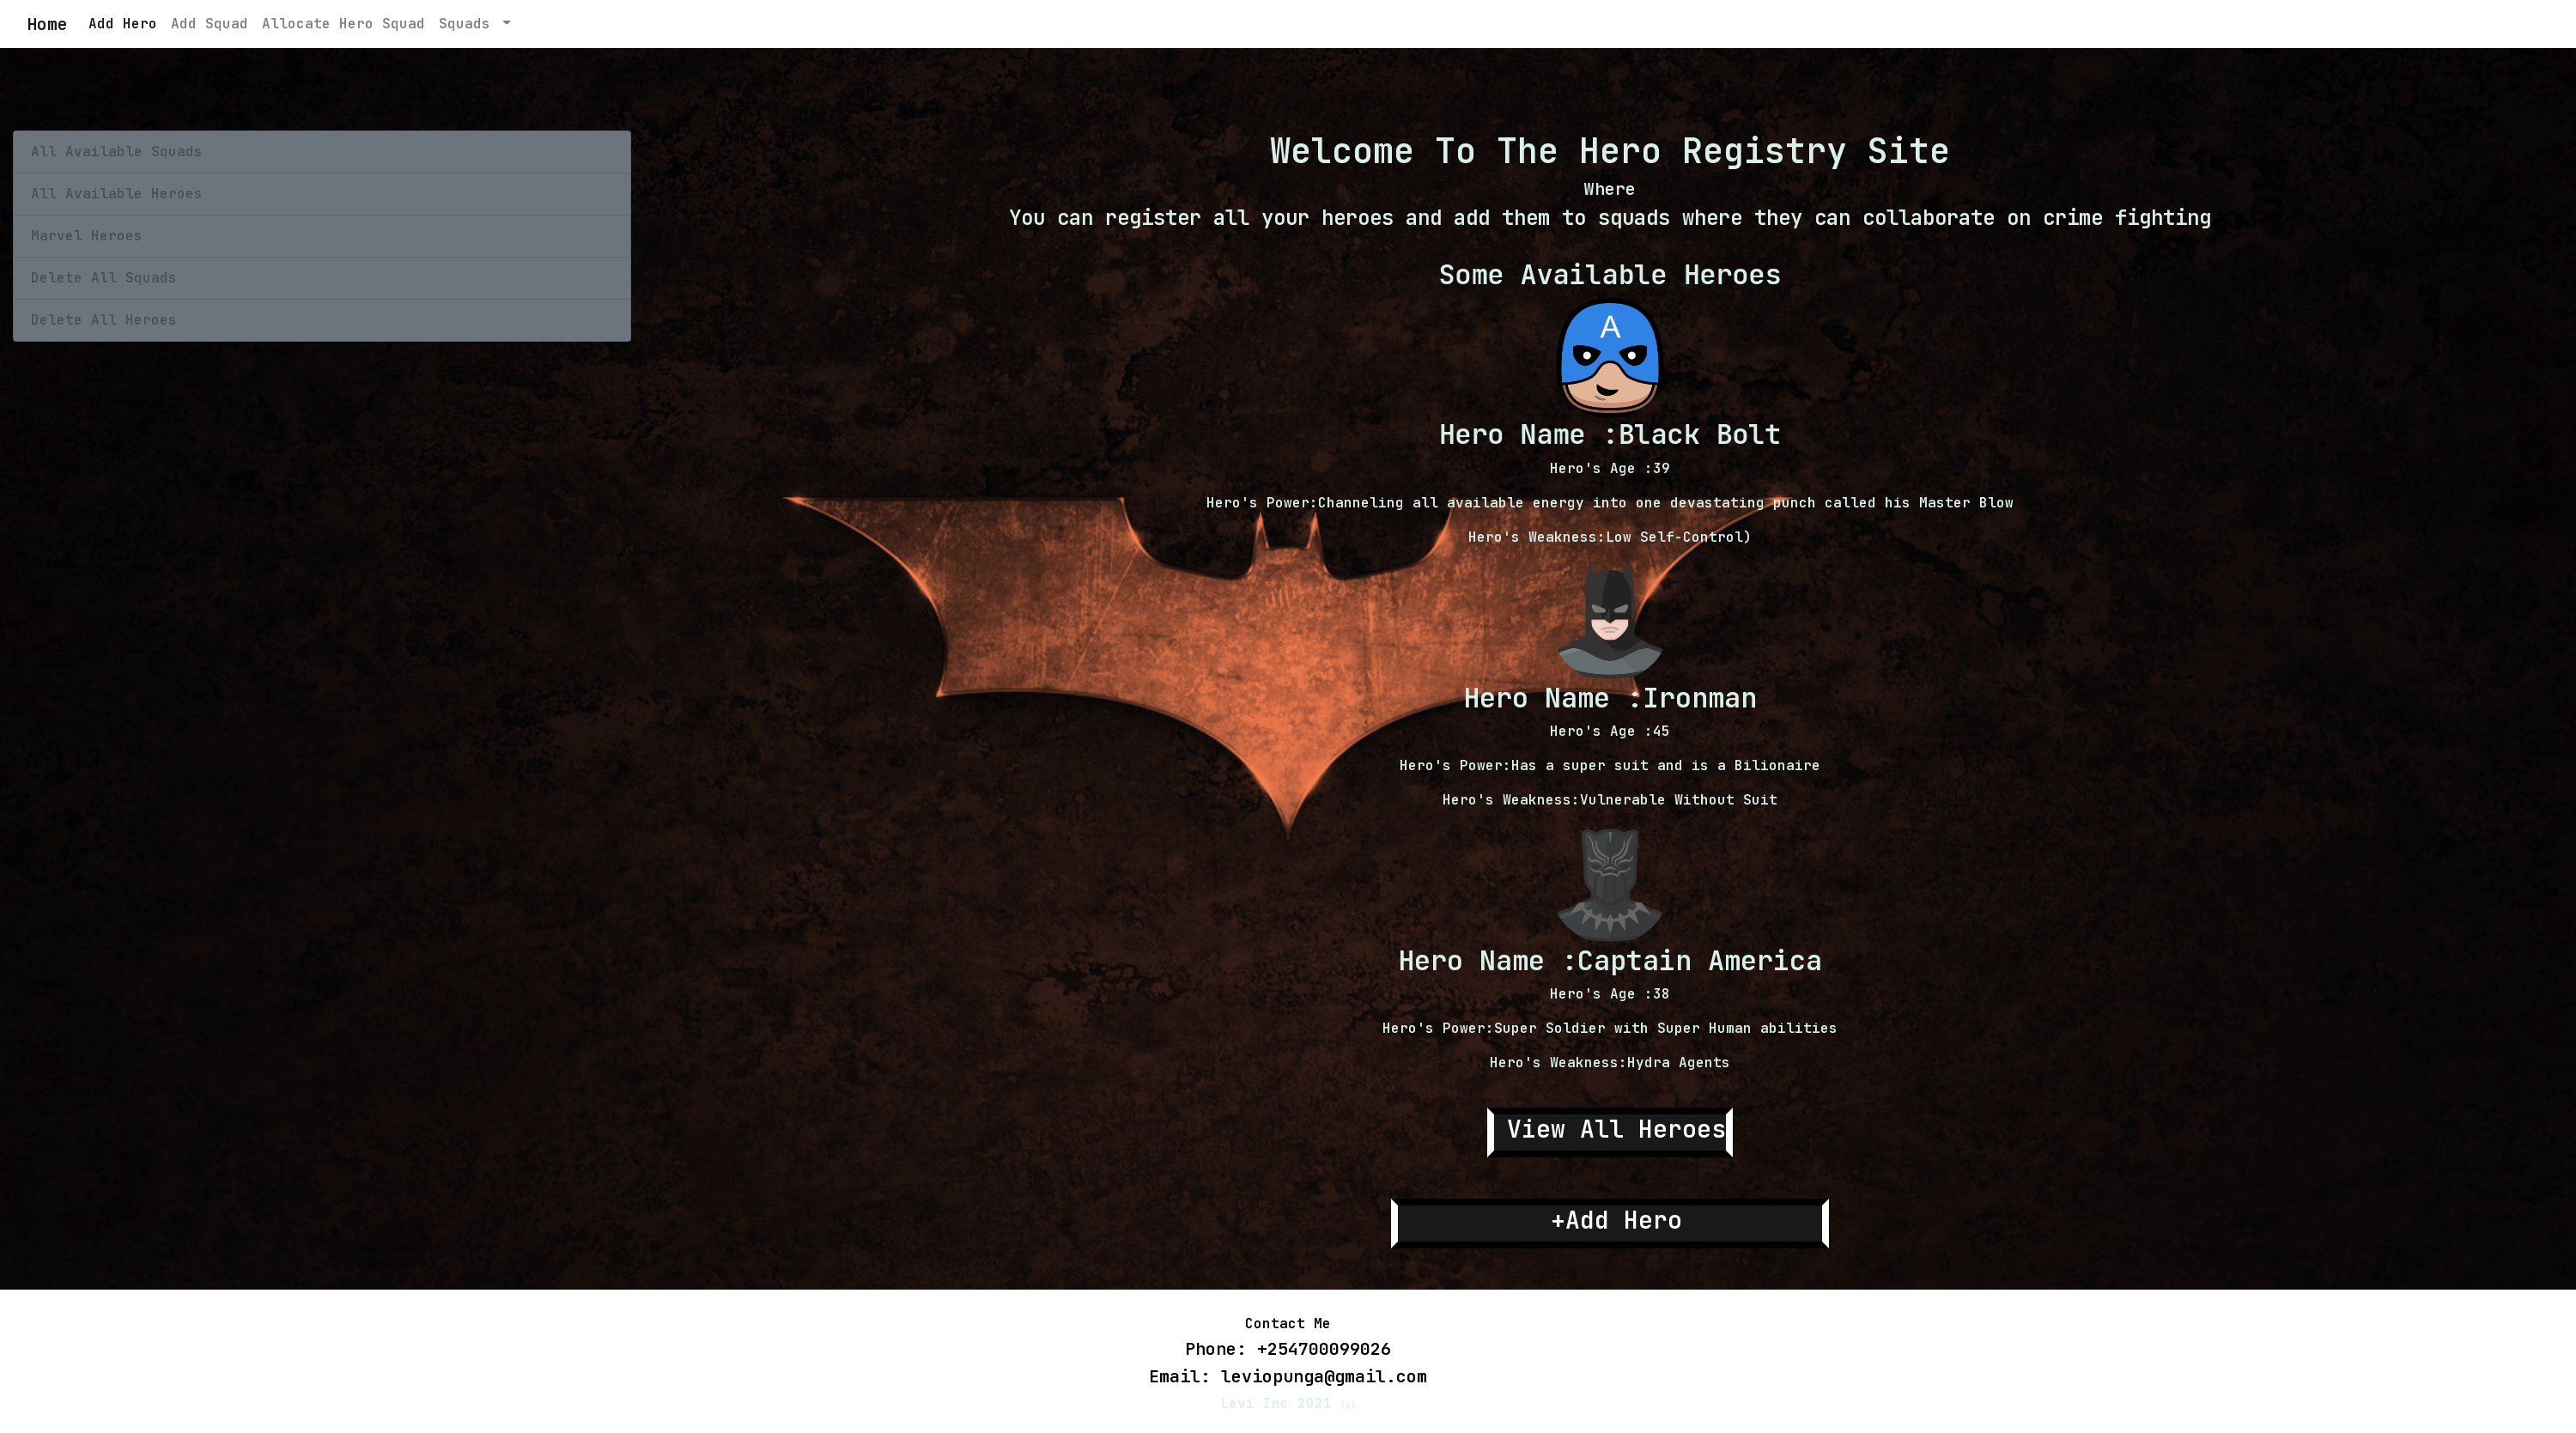 Home Add Hero Add Squad Allocate Hero Squad Squads
All Available Squads
All Available Heroes
Marvel Heroes
Delete All Squads
Delete All Heroes
Welcome To The Hero Registry Site
Where
You can register all your heroes and add them to squads where they can collaborate on crime fighting
Some Available Heroes
A
Hero Name :Black Bolt
Hero's Age :39
Hero's Power:Channeling all available energy into one devastating punch called his Master Blow
Hero's Weakness:Low Self-Control)
Hero Name :Ironman
Hero's Age :45
Hero's Power:Has a super suit and is a Bilionaire
Hero's Weakness:Vulnerable Without Suit
Hero Name :Captain America
Hero's Age :38
Hero's Power:Super Soldier with Super Human abilities
Hero's Weakness:Hydra Agents
View All Heroes
+Add Hero
Contact Me
Phone: +254700099026
Email: leviopunga@gmail.com
Levi Inc 2021 (c)